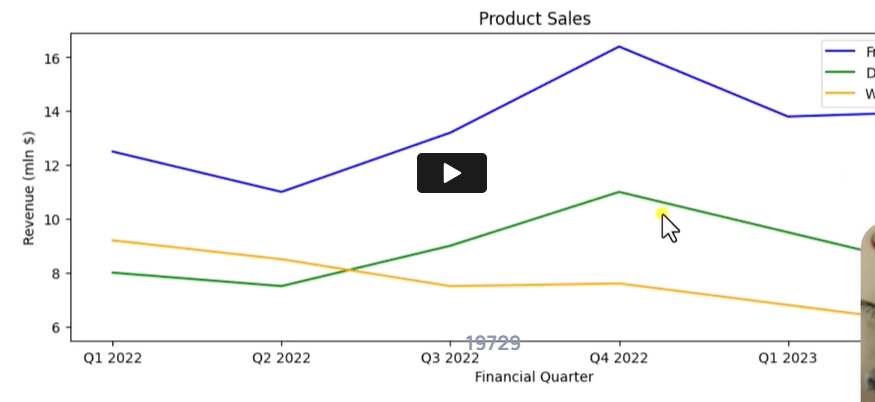 Product Sales
16
14
12
10
8
6
Revenue (mln $)
Q1 2022
Q2 2022
Q3 2022
Q4 2022
Q1 2023
Financial Quarter
19729